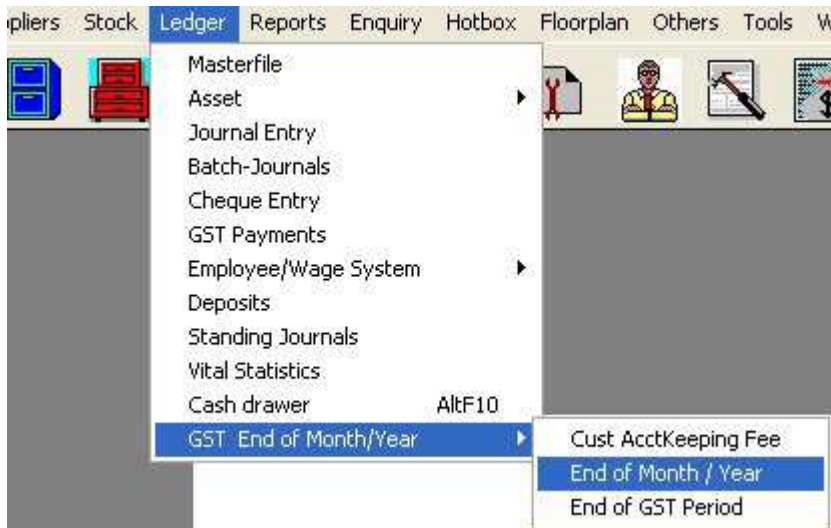 ppliers Stock Ledger Reports Enquiry Hotbox Floorplan Others Tools W
Masterfile
Asset
Journal Entry
Batch-Journals
Cheque Entry
GST Payments
Employee/Wage System
Deposits
Standing Journals
Vital Statistics
Cash drawer AltF10
GST End of Month/Year
Cust AcctKeeping Fee
End of Month / Year
End of GST Period